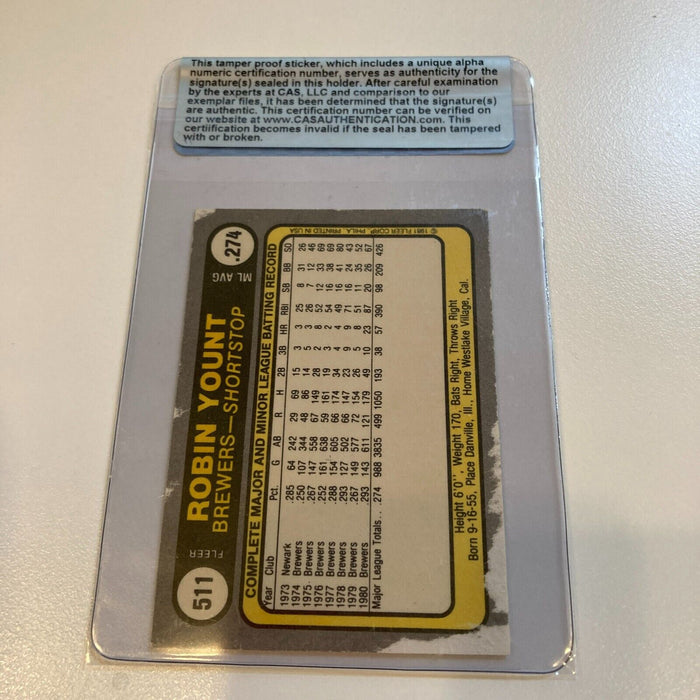 This tamper proof sticker, which includes a unique alpha
numeric certification number, serves as authenticity for the
signature(s) sealed in this holder. After careful examination
by the experts at CAS, LLC and comparison to our
exemplar files, it has been determined that the signature(s)
are authentic. This certification number can be verified on
our website at www.CASAUTHENTICATION.com. This
certification becomes invalid if the seal has been tampered
with or broken.
511
FLEER
ROBIN YOUNT
BREWERS—SHORTSTOP
.274
ML AVG
COMPLETE MAJOR AND MINOR LEAGUE BATTING RECORD
Year Club Pct. G AB R H 2B 3B HR RBI SB BB SO
1973 Newark .285 64 242 29 69 15 3 3 25 8 31 26
1974 Brewers .250 107 344 48 86 14 5 3 26 7 12 46
1975 Brewers .267 147 558 67 149 28 2 8 52 12 33 69
1976 Brewers .252 161 638 59 161 19 3 2 54 16 38 69
1977 Brewers .288 154 605 66 174 34 4 4 49 16 41 80
1978 Brewers .293 127 502 66 147 23 9 9 71 16 24 43
1979 Brewers .267 149 577 72 154 26 5 8 51 11 35 52
1980 Brewers .293 143 611 121 179 49 10 23 87 20 26 67
Major League Totals.. .274 988 3835 499 1050 193 38 57 390 98 209 426
Height 6'0", Weight 170, Bats Right, Throws Right
Born 9-16-55, Place Danville, Ill., Home Westlake Village, Cal.
© 1981 FLEER CORP. PHILA. PRINTED IN USA